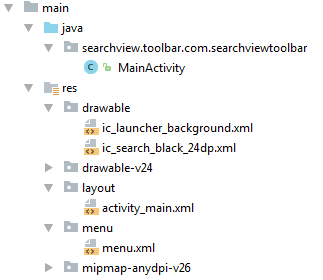 main
java
searchview.toolbar.com.searchviewtoolbar
C MainActivity
res
drawable
ic_launcher_background.xml
ic_search_black_24dp.xml
drawable-v24
layout
activity_main.xml
menu
menu.xml
mipmap-anydpi-v26